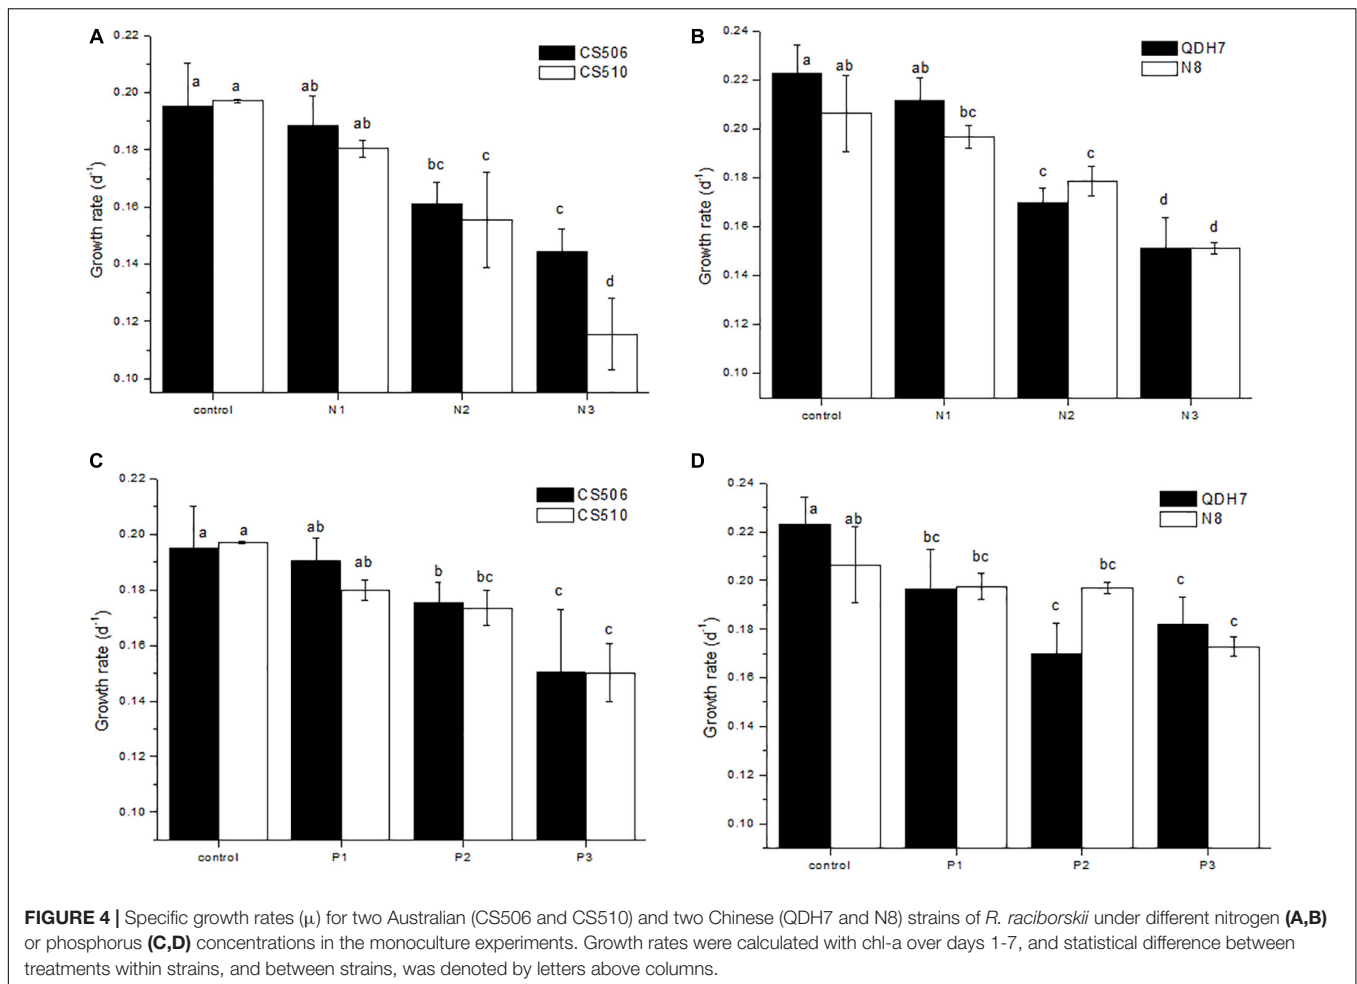 A
CS506
CS510
Growth rate (d-1)
0.22
0.20
0.18
0.16
0.14
0.12
0.10
a
a
ab
ab
bc
c
c
d
control
N1
N2
N3
B
QDH7
N8
Growth rate (d-1)
0.24
0.22
0.20
0.18
0.16
0.14
0.12
0.10
a
ab
ab
bc
c
c
d
d
control
N1
N2
N3
C
CS506
CS510
Growth rate (d-1)
0.22
0.20
0.18
0.16
0.14
0.12
0.10
a
a
ab
ab
b
bc
c
c
control
P1
P2
P3
D
QDH7
N8
Growth rate (d-1)
0.24
0.22
0.20
0.18
0.16
0.14
0.12
0.10
a
ab
bc
bc
c
bc
c
c
control
P1
P2
P3
FIGURE 4 | Specific growth rates (μ) for two Australian (CS506 and CS510) and two Chinese (QDH7 and N8) strains of R. raciborskii under different nitrogen (A,B)
or phosphorus (C,D) concentrations in the monoculture experiments. Growth rates were calculated with chl-a over days 1-7, and statistical difference between
treatments within strains, and between strains, was denoted by letters above columns.